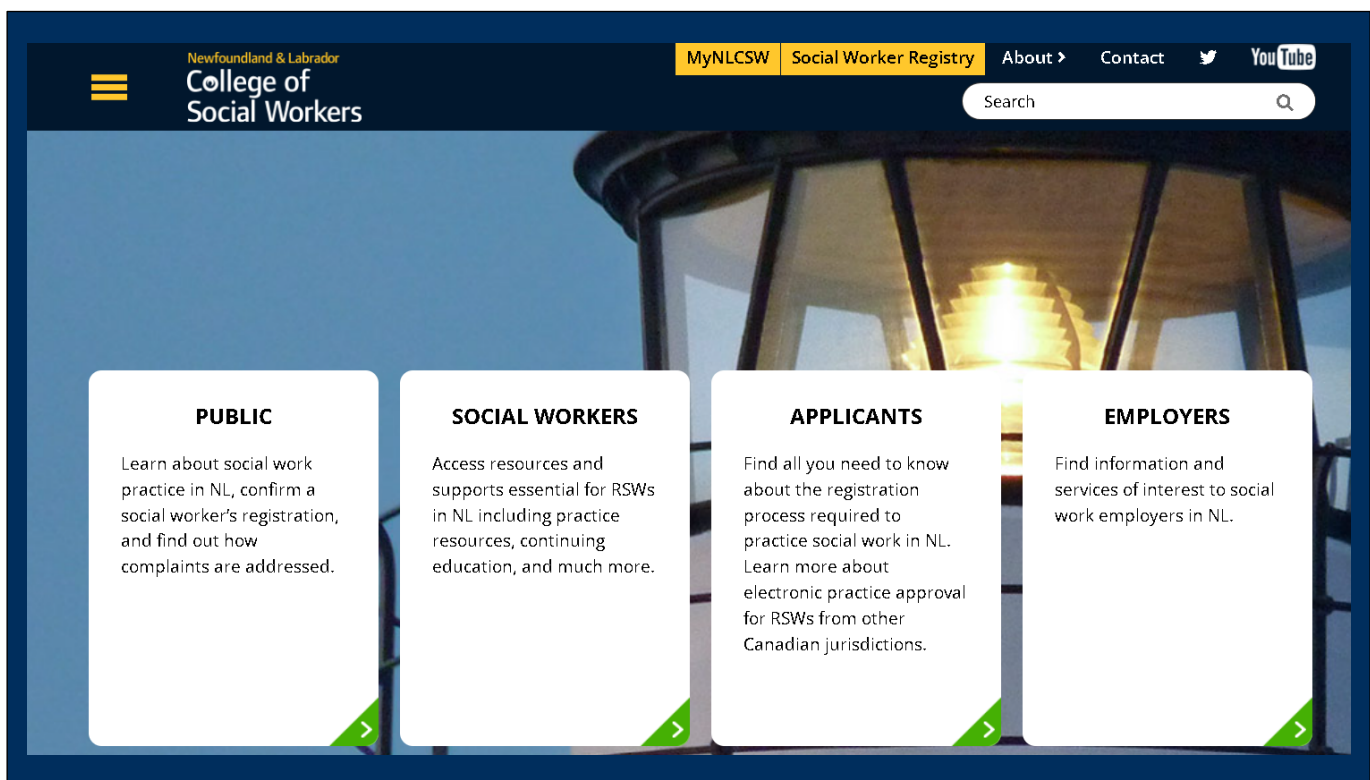 Newfoundland & Labrador
College of
Social Workers
MyNLCSW
Social Worker Registry
About >
Contact
YouTube
Search
PUBLIC
Learn about social work
practice in NL, confirm a
social worker's registration,
and find out how
complaints are addressed.
SOCIAL WORKERS
Access resources and
supports essential for RSWs
in NL including practice
resources, continuing
education, and much more.
APPLICANTS
Find all you need to know
about the registration
process required to
practice social work in NL.
Learn more about
electronic practice approval
for RSWs from other
Canadian jurisdictions.
EMPLOYERS
Find information and
services of interest to social
work employers in NL.